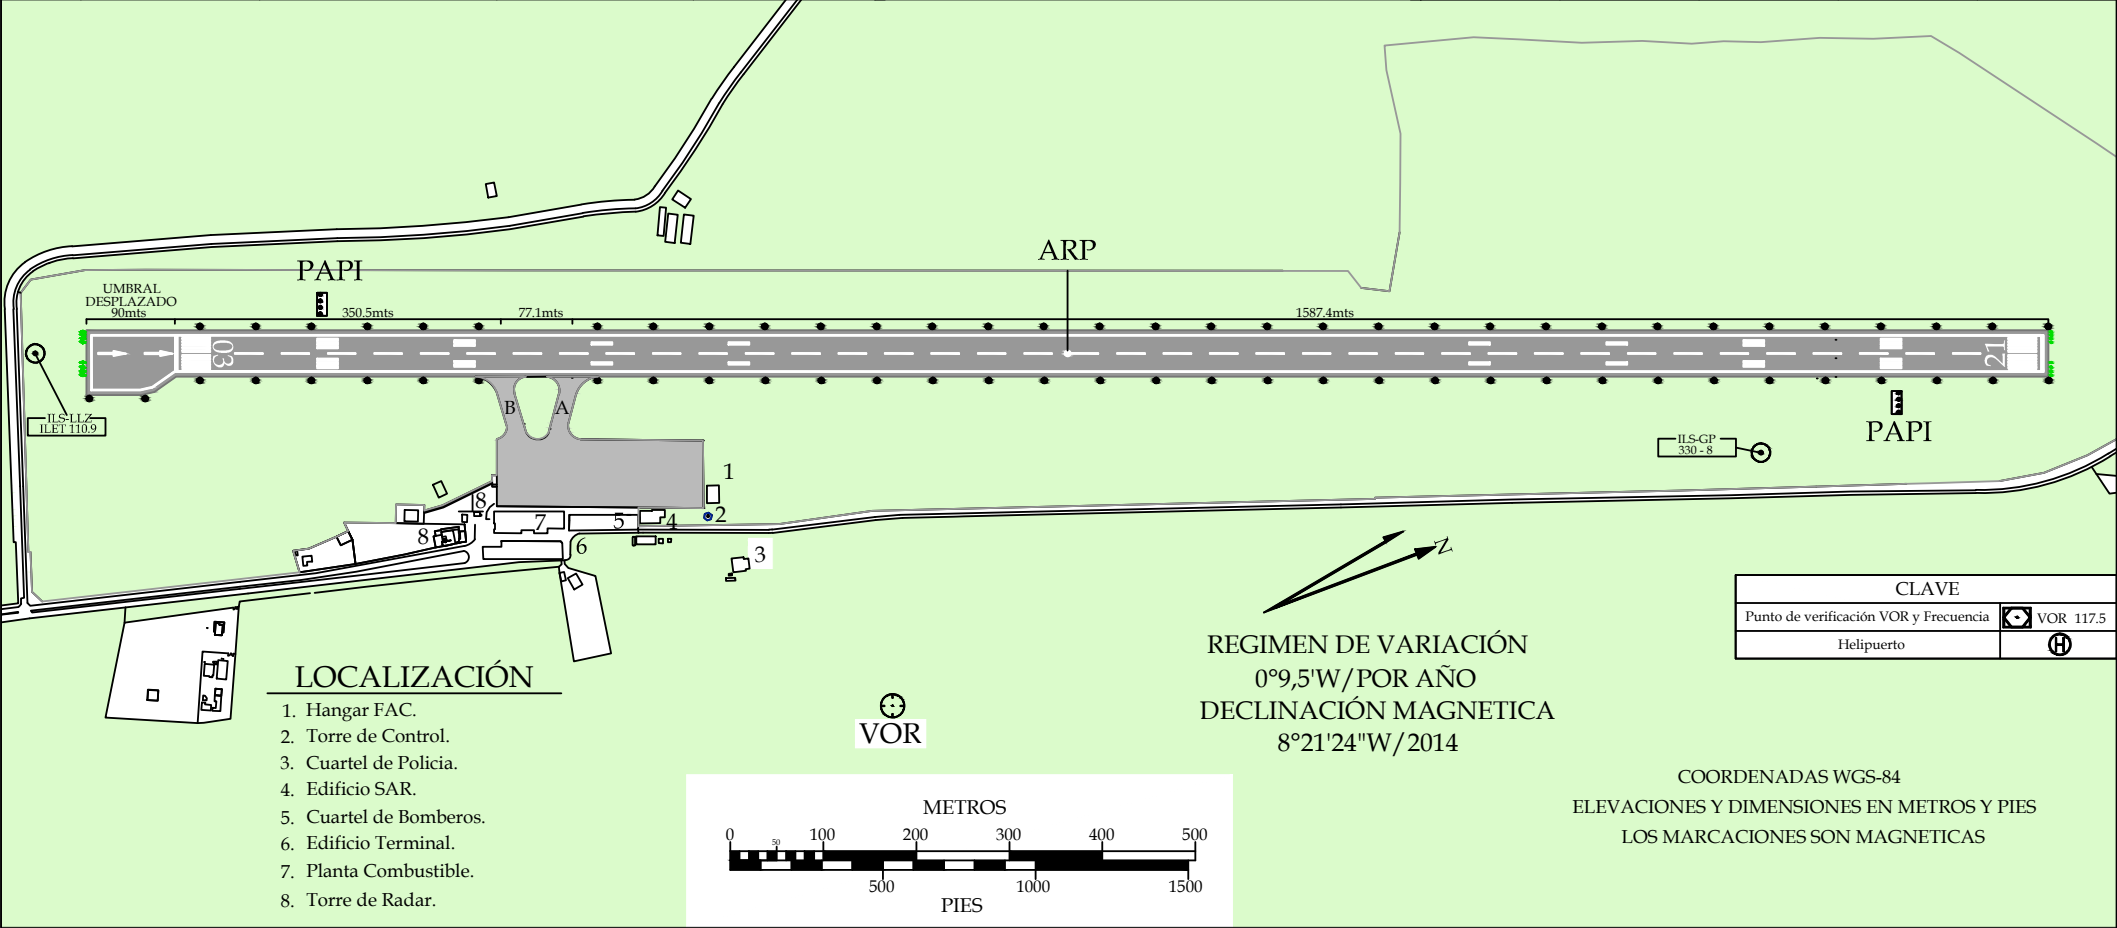 ARP
PAPI
UMBRAL
DESPLAZADO
90mts
350.5mts
77.1mts
1587.4mts
03
21
ILS-LLZ
ILET 110.9
B
A
PAPI
ILS-GP
330 - 8
1
8
2
7
5
4
8
6
3
N
CLAVE
Punto de verificación VOR y Frecuencia
VOR 117.5
Helipuerto
H
REGIMEN DE VARIACIÓN
0°9,5'W/POR AÑO
DECLINACIÓN MAGNETICA
8°21'24"W/2014
LOCALIZACIÓN
1. Hangar FAC.
2. Torre de Control.
3. Cuartel de Policia.
4. Edificio SAR.
5. Cuartel de Bomberos.
6. Edificio Terminal.
7. Planta Combustible.
8. Torre de Radar.
VOR
METROS
0 50 100 200 300 400 500
500 1000 1500
PIES
COORDENADAS WGS-84
ELEVACIONES Y DIMENSIONES EN METROS Y PIES
LOS MARCACIONES SON MAGNETICAS